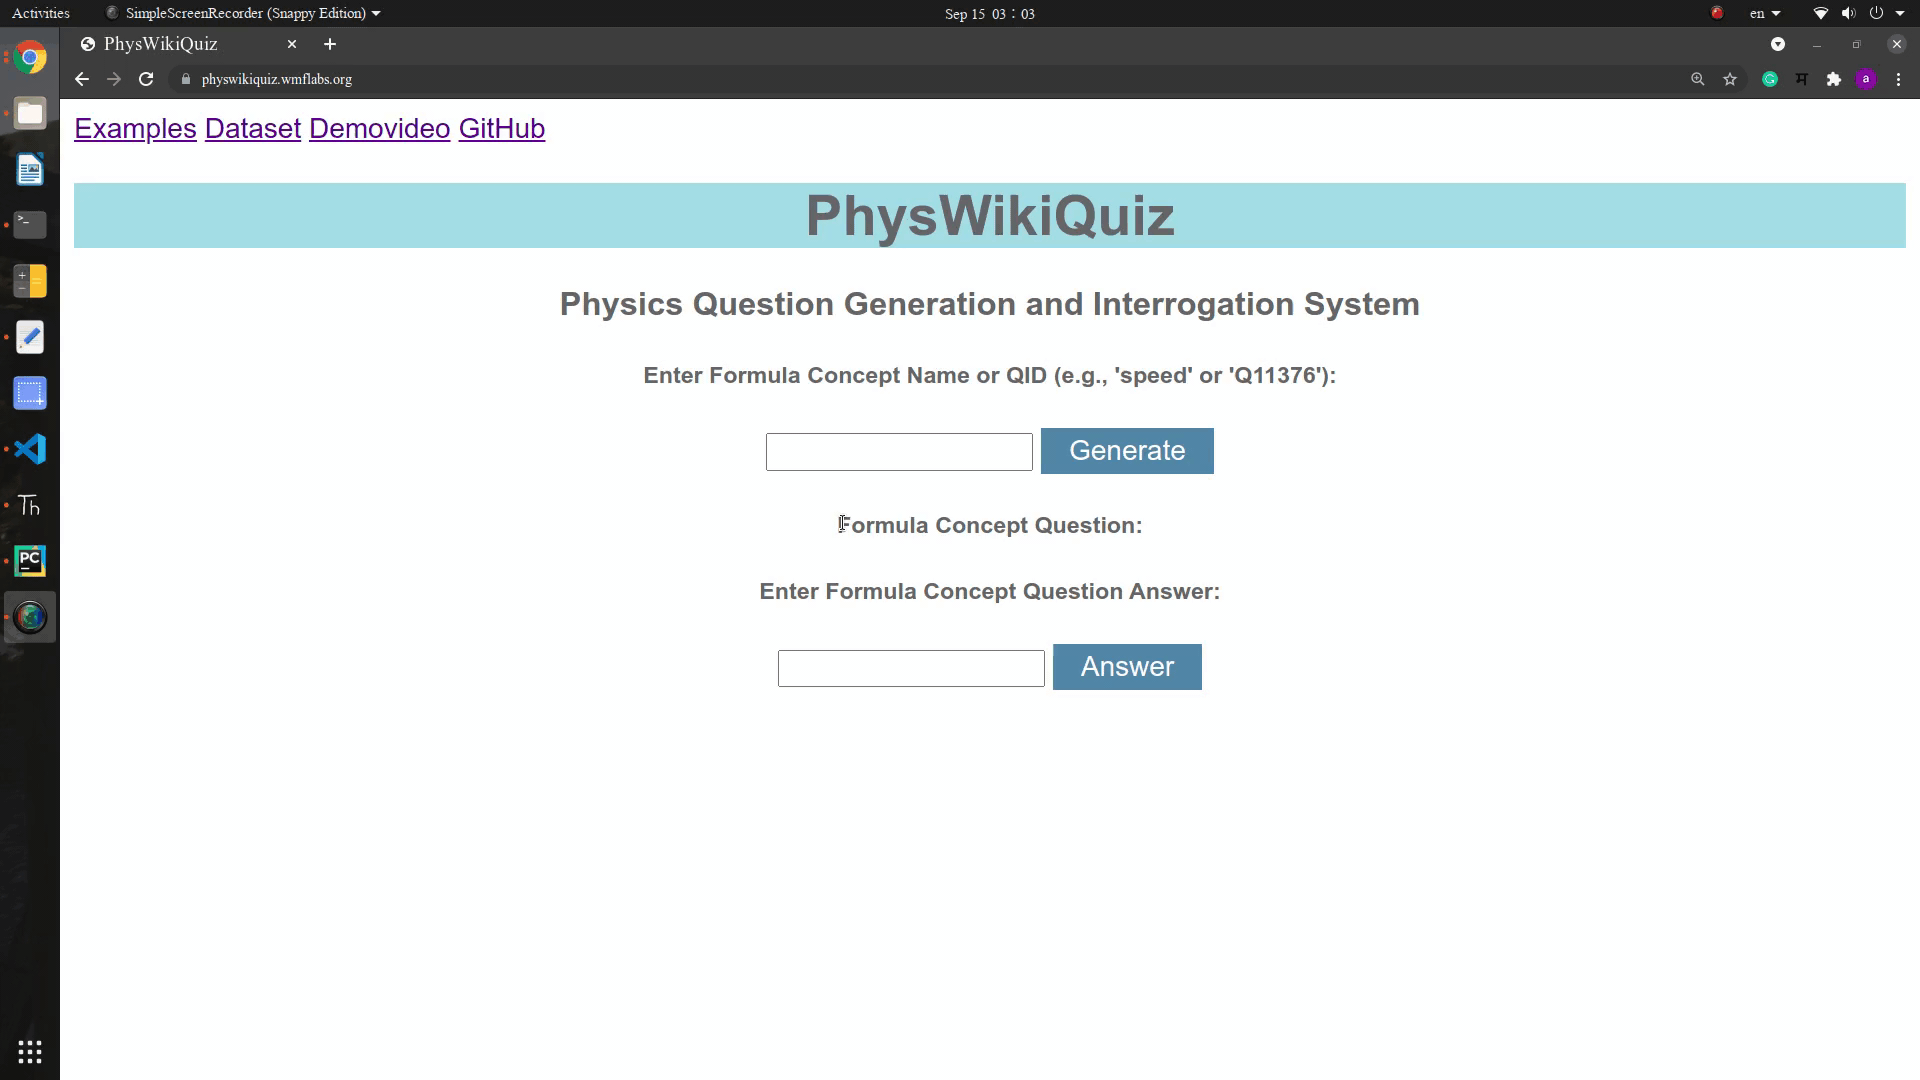 Activities SimpleScreenRecorder (Snappy Edition) Sep 15 03:03 en
PhysWikiQuiz
physwikiquiz.wmflabs.org म a
Examples Dataset Demovideo GitHub
PhysWikiQuiz
Physics Question Generation and Interrogation System
Enter Formula Concept Name or QID (e.g., 'speed' or 'Q11376'):
Generate
Formula Concept Question:
Enter Formula Concept Question Answer:
Answer
Th
PC